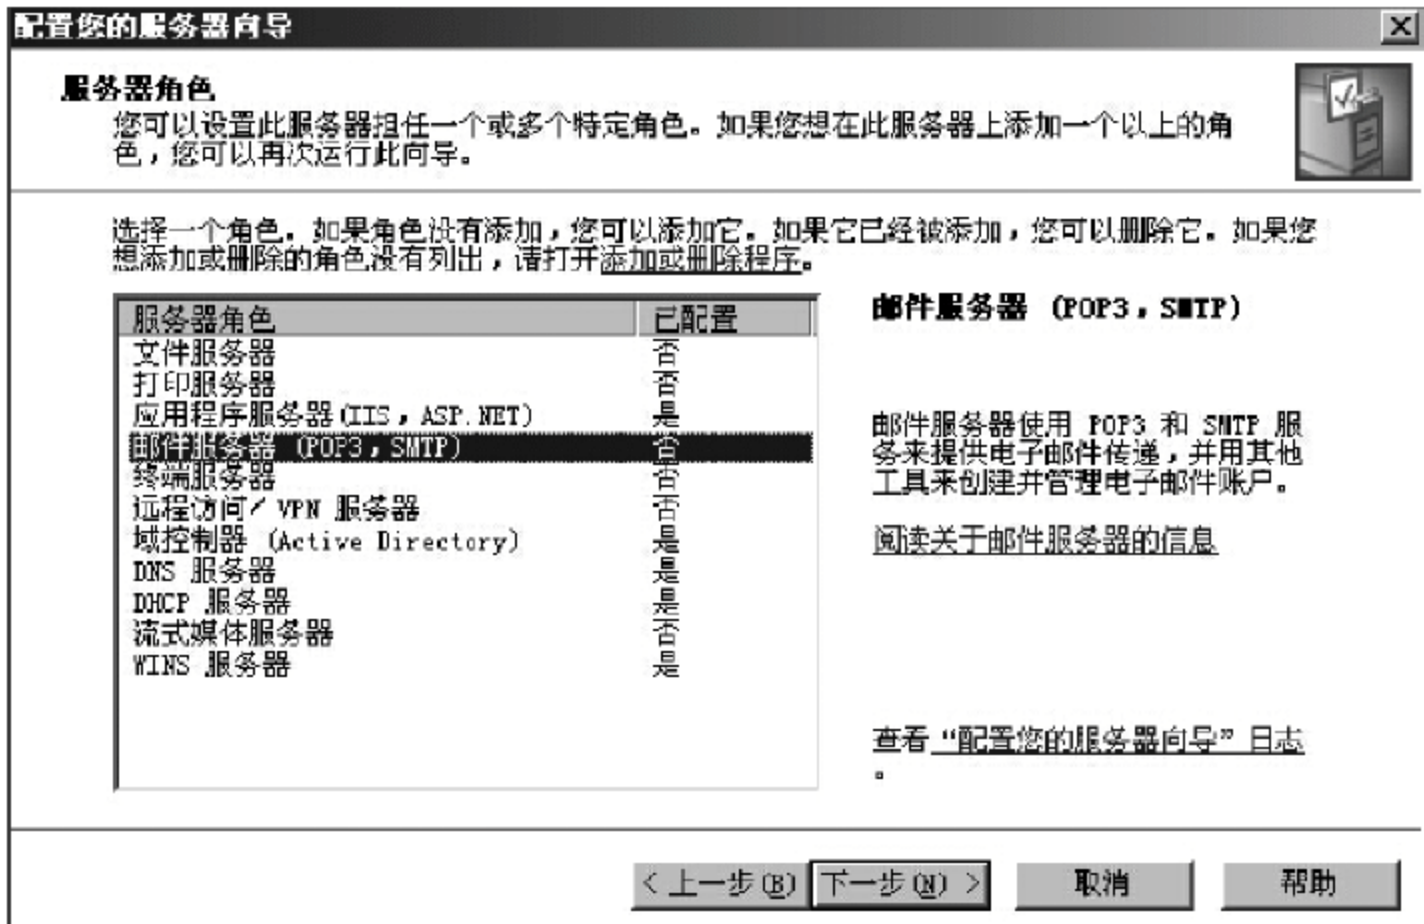 配置您的服务器向导
服务器角色
您可以设置此服务器担任一个或多个特定角色。如果您想在此服务器上添加一个以上的角
色，您可以再次运行此向导。
选择一个角色。如果角色没有添加，您可以添加它。如果它已经被添加，您可以删除它。如果您
想添加或删除的角色没有列出，请打开添加或删除程序。
服务器角色 已配置
文件服务器 否
打印服务器 否
应用程序服务器(IIS，ASP.NET) 是
邮件服务器 (POP3，SMTP) 否
终端服务器 否
远程访问/ VPN 服务器 否
域控制器 (Active Directory) 是
DNS 服务器 是
DHCP 服务器 是
流式媒体服务器 否
WINS 服务器 是
邮件服务器 (POP3，SMTP)
邮件服务器使用 POP3 和 SMTP 服
务来提供电子邮件传递，并用其他
工具来创建并管理电子邮件账户。
阅读关于邮件服务器的信息
查看“配置您的服务器向导”日志
。
< 上一步(B) 下一步(N) > 取消 帮助